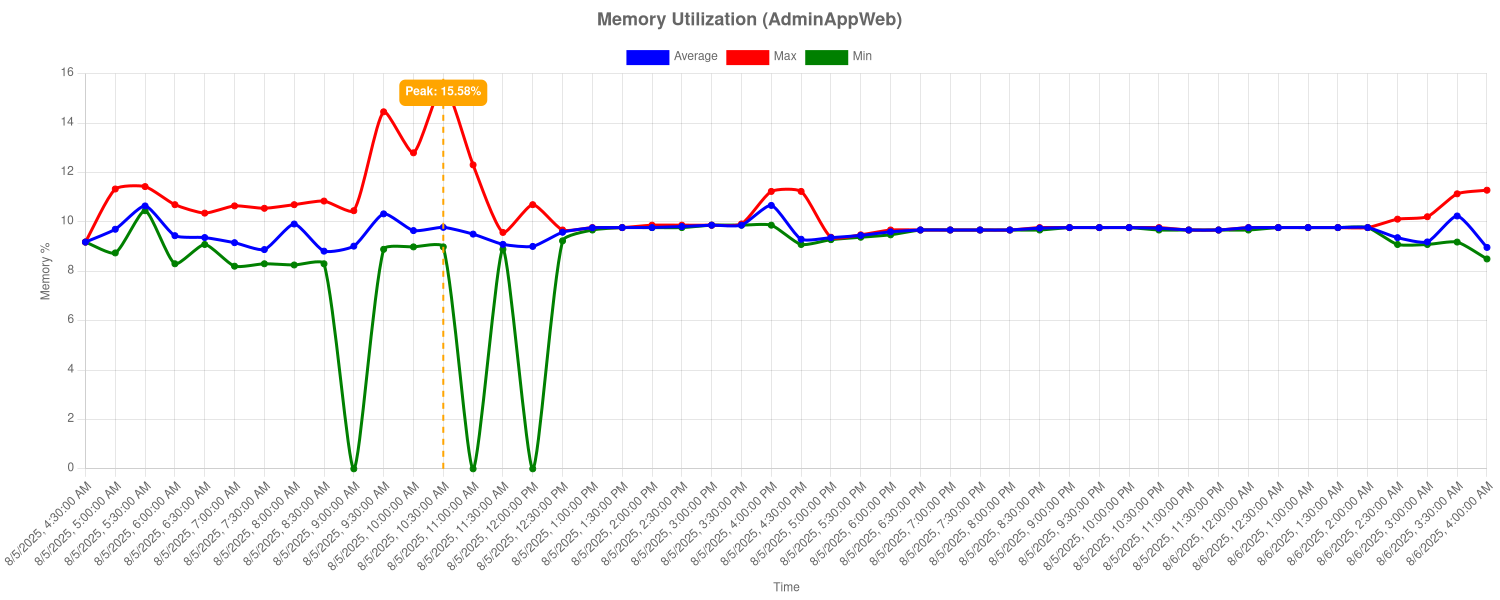 Memory Utilization (AdminAppWeb)
Average Max Min
Peak: 15.58%
16
14
12
10
8
6
4
2
0
Memory %
8/5/2025, 4:30:00 AM
8/5/2025, 5:00:00 AM
8/5/2025, 5:30:00 AM
8/5/2025, 6:00:00 AM
8/5/2025, 6:30:00 AM
8/5/2025, 7:00:00 AM
8/5/2025, 7:30:00 AM
8/5/2025, 8:00:00 AM
8/5/2025, 8:30:00 AM
8/5/2025, 9:00:00 AM
8/5/2025, 9:30:00 AM
8/5/2025, 10:00:00 AM
8/5/2025, 10:30:00 AM
8/5/2025, 11:00:00 AM
8/5/2025, 11:30:00 AM
8/5/2025, 12:00:00 PM
8/5/2025, 12:30:00 PM
8/5/2025, 1:00:00 PM
8/5/2025, 1:30:00 PM
8/5/2025, 2:00:00 PM
8/5/2025, 2:30:00 PM
8/5/2025, 3:00:00 PM
8/5/2025, 3:30:00 PM
8/5/2025, 4:00:00 PM
8/5/2025, 4:30:00 PM
8/5/2025, 5:00:00 PM
8/5/2025, 5:30:00 PM
8/5/2025, 6:00:00 PM
8/5/2025, 6:30:00 PM
8/5/2025, 7:00:00 PM
8/5/2025, 7:30:00 PM
8/5/2025, 8:00:00 PM
8/5/2025, 8:30:00 PM
8/5/2025, 9:00:00 PM
8/5/2025, 9:30:00 PM
8/5/2025, 10:00:00 PM
8/5/2025, 10:30:00 PM
8/5/2025, 11:00:00 PM
8/5/2025, 11:30:00 PM
8/6/2025, 12:00:00 AM
8/6/2025, 12:30:00 AM
8/6/2025, 1:00:00 AM
8/6/2025, 1:30:00 AM
8/6/2025, 2:00:00 AM
8/6/2025, 2:30:00 AM
8/6/2025, 3:00:00 AM
8/6/2025, 3:30:00 AM
8/6/2025, 4:00:00 AM
Time